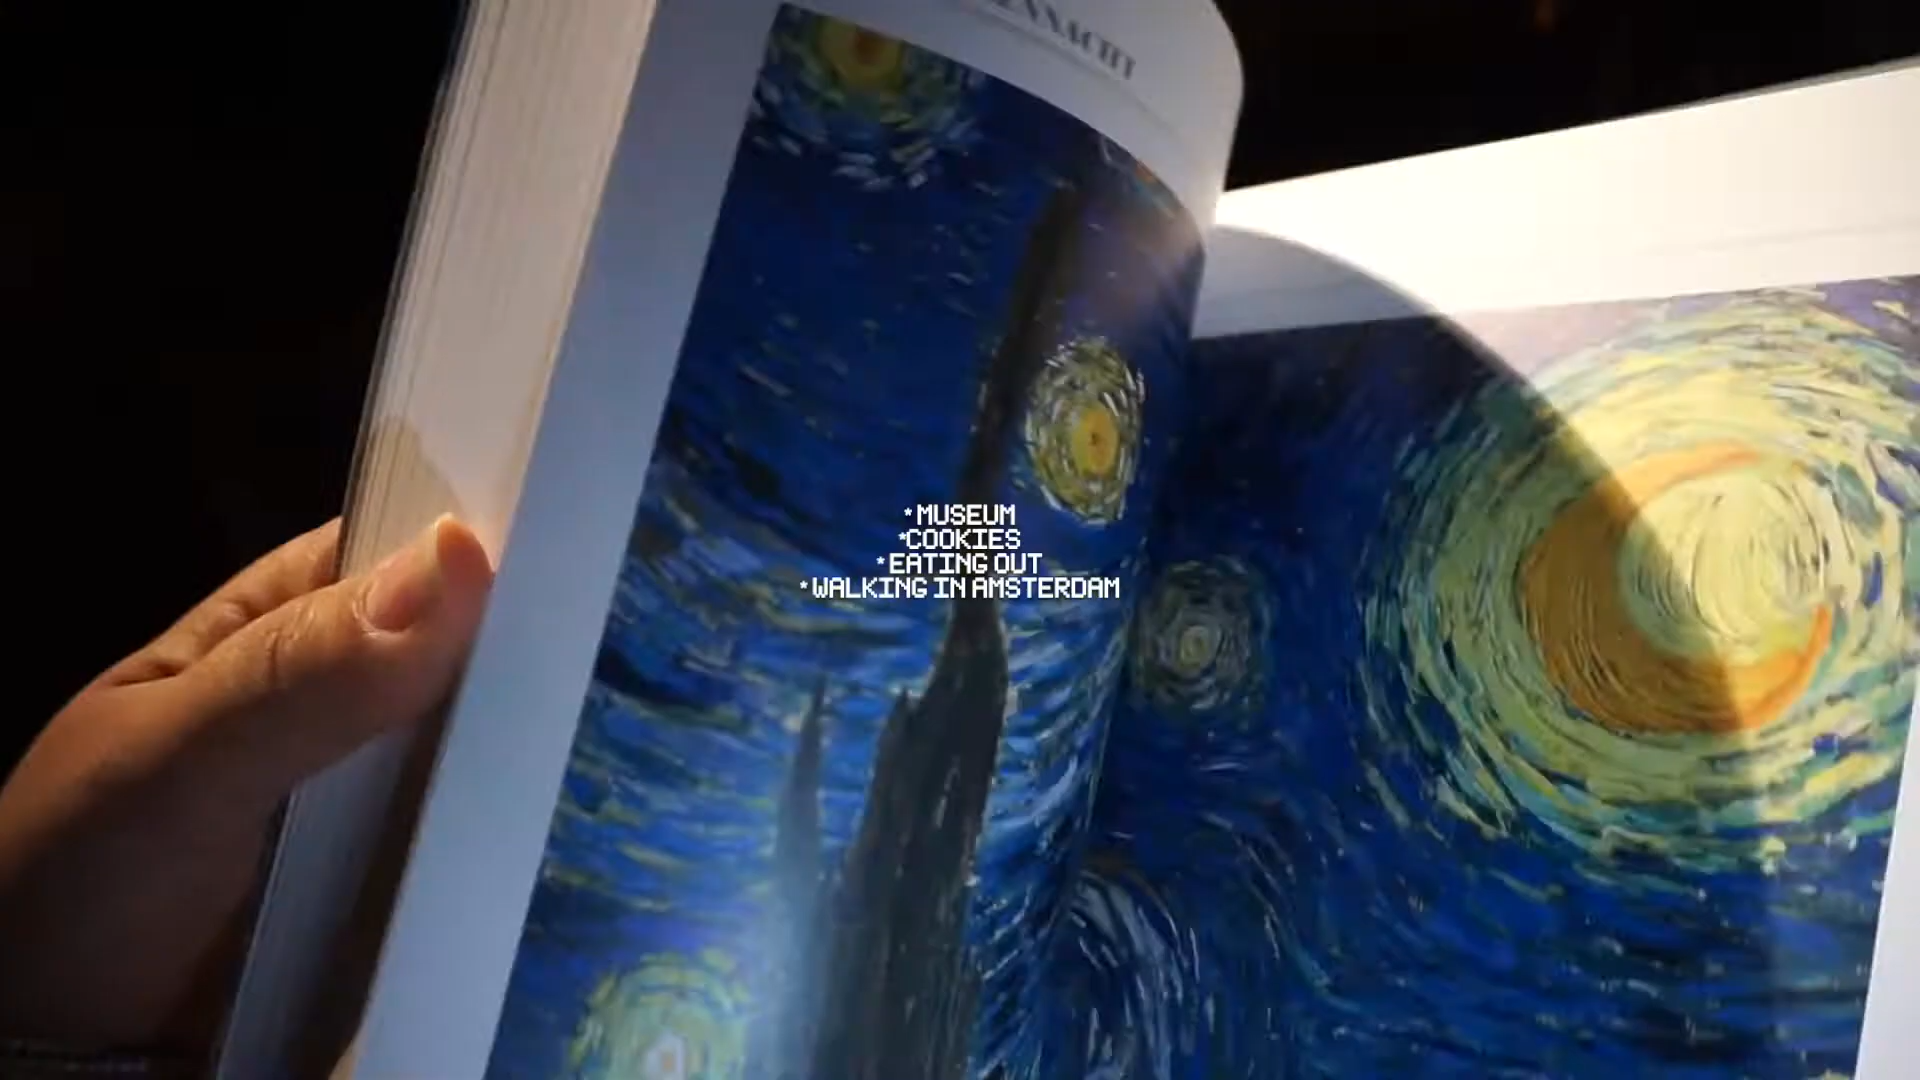 *MUSEUM
*COOKIES
*EATING OUT
*WALKING IN AMSTERDAM